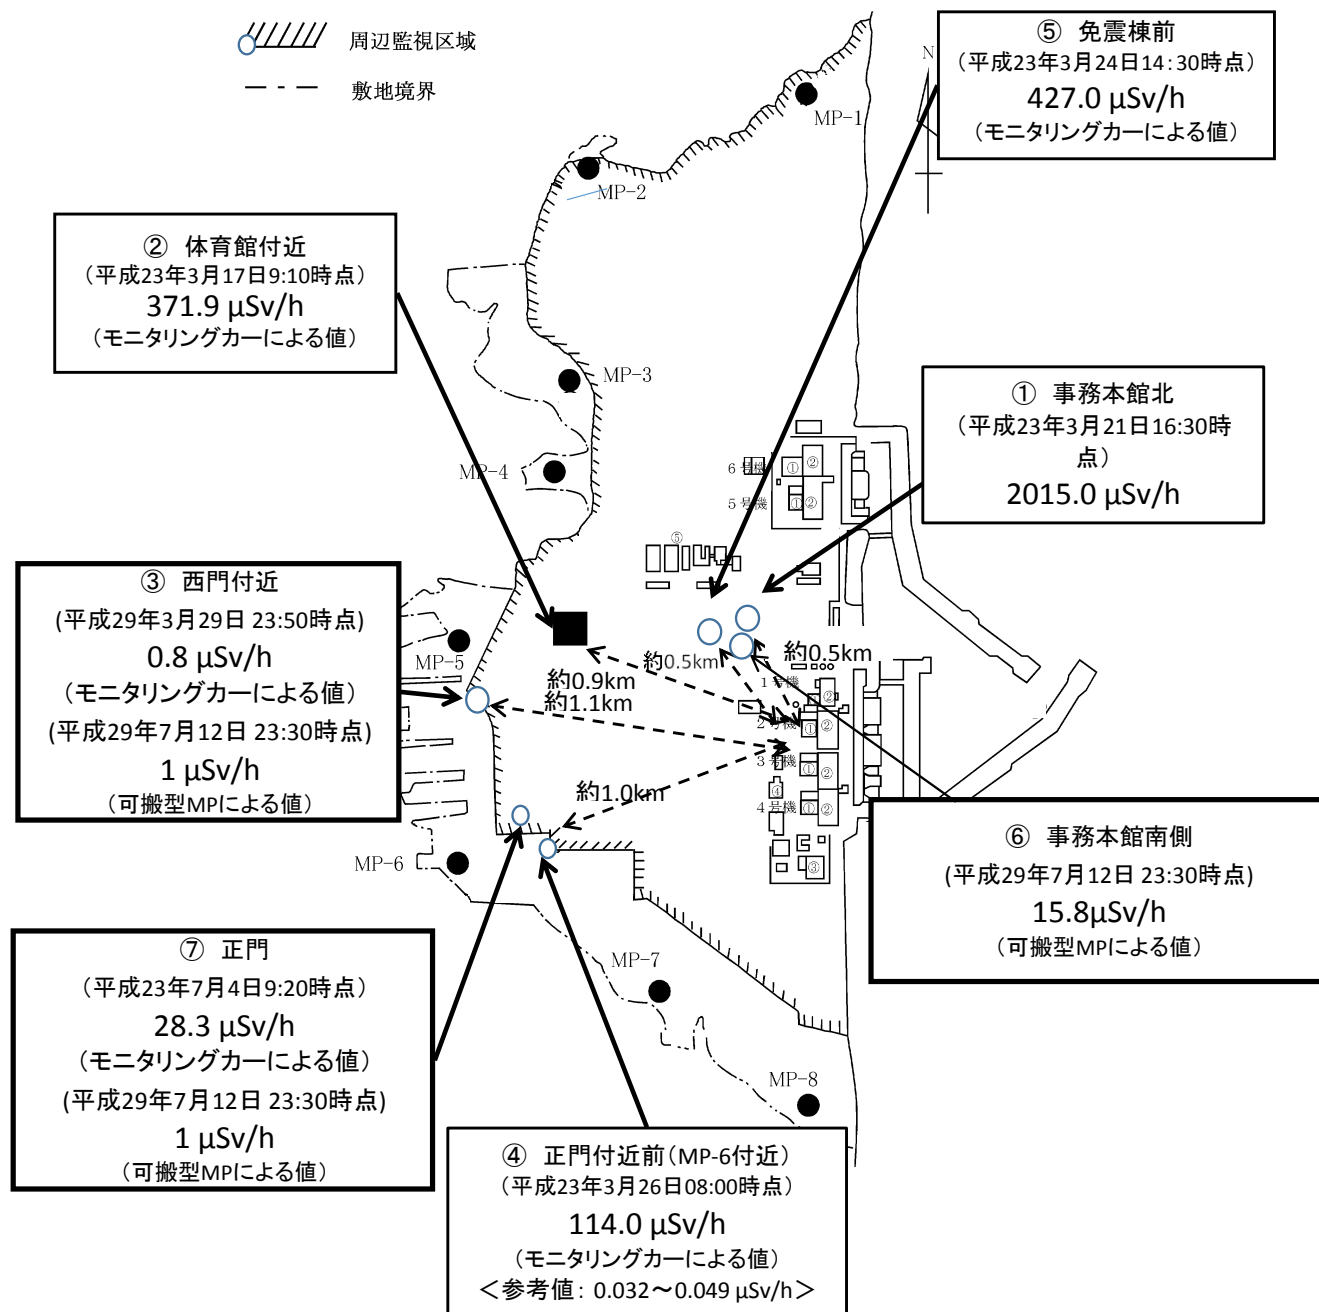 周辺監視区域
敷地境界
⑤ 免震棟前
（平成23年3月24日14：30時点）
427.0 μSv/h
（モニタリングカーによる値）
N
MP-1
MP-2
② 体育館付近
（平成23年3月17日9:10時点）
371.9 μSv/h
（モニタリングカーによる値）
MP-3
① 事務本館北
（平成23年3月21日16:30時
点）
2015.0 μSv/h
MP-4
6号機
① ②
5号機
① ②
⑤
③ 西門付近
(平成29年3月29日 23:50時点)
0.8 μSv/h
（モニタリングカーによる値）
(平成29年7月12日 23:30時点)
1 μSv/h
（可搬型MPによる値）
MP-5
約0.5km
約0.5km
約0.9km
約1.1km
1号機
②
2号機
① ②
3号機
① ②
④
約1.0km
4号機
① ②
③
MP-6
⑥ 事務本館南側
(平成29年7月12日 23:30時点)
15.8μSv/h
（可搬型MPによる値）
⑦ 正門
（平成23年7月4日9:20時点）
28.3 μSv/h
（モニタリングカーによる値）
(平成29年7月12日 23:30時点)
1 μSv/h
（可搬型MPによる値）
MP-7
MP-8
④ 正門付近前（MP-6付近）
（平成23年3月26日08:00時点）
114.0 μSv/h
（モニタリングカーによる値）
＜参考値：0.032～0.049 μSv/h＞